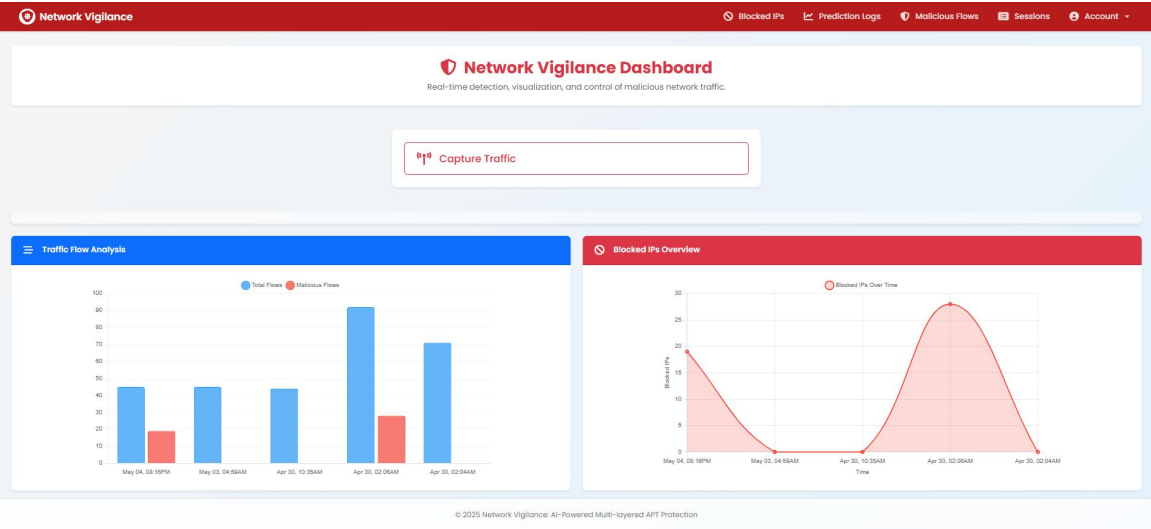 Network Vigilance
Blocked IPs
Prediction Logs
Malicious Flows
Sessions
Account
Network Vigilance Dashboard
Real-time detection, visualization, and control of malicious network traffic.
Capture Traffic
Traffic Flow Analysis
Total Flows Malicious Flows
100
90
80
70
60
50
40
30
20
10
0
May 04, 08:16PM May 03, 04:59AM Apr 30, 10:35AM Apr 30, 02:06AM Apr 30, 02:04AM
Blocked IPs Overview
Blocked IPs Over Time
Blocked IPs
30
25
20
15
10
5
0
May 04, 08:16PM May 03, 04:59AM Apr 30, 10:35AM Apr 30, 02:06AM Apr 30, 02:04AM
Time
© 2025 Network Vigilance: AI-Powered Multi-layered APT Protection